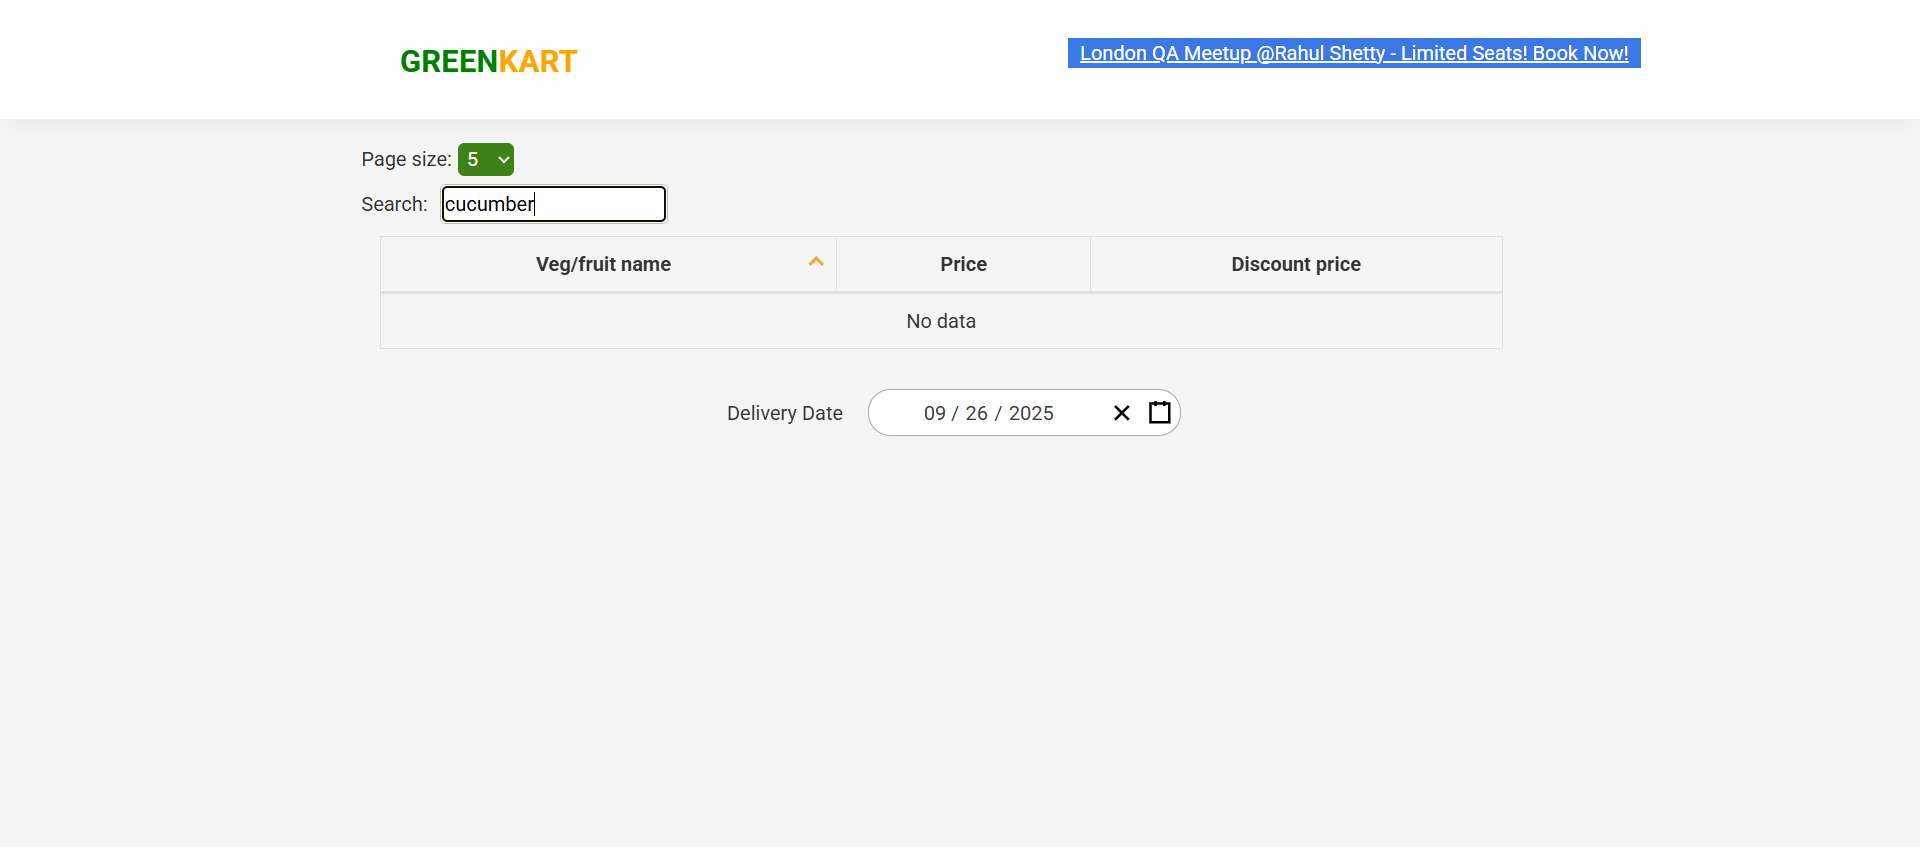 GREENKART
London QA Meetup @Rahul Shetty - Limited Seats! Book Now!
Page size: 5
Search: cucumber
Veg/fruit name Price Discount price
No data
Delivery Date 09 / 26 / 2025